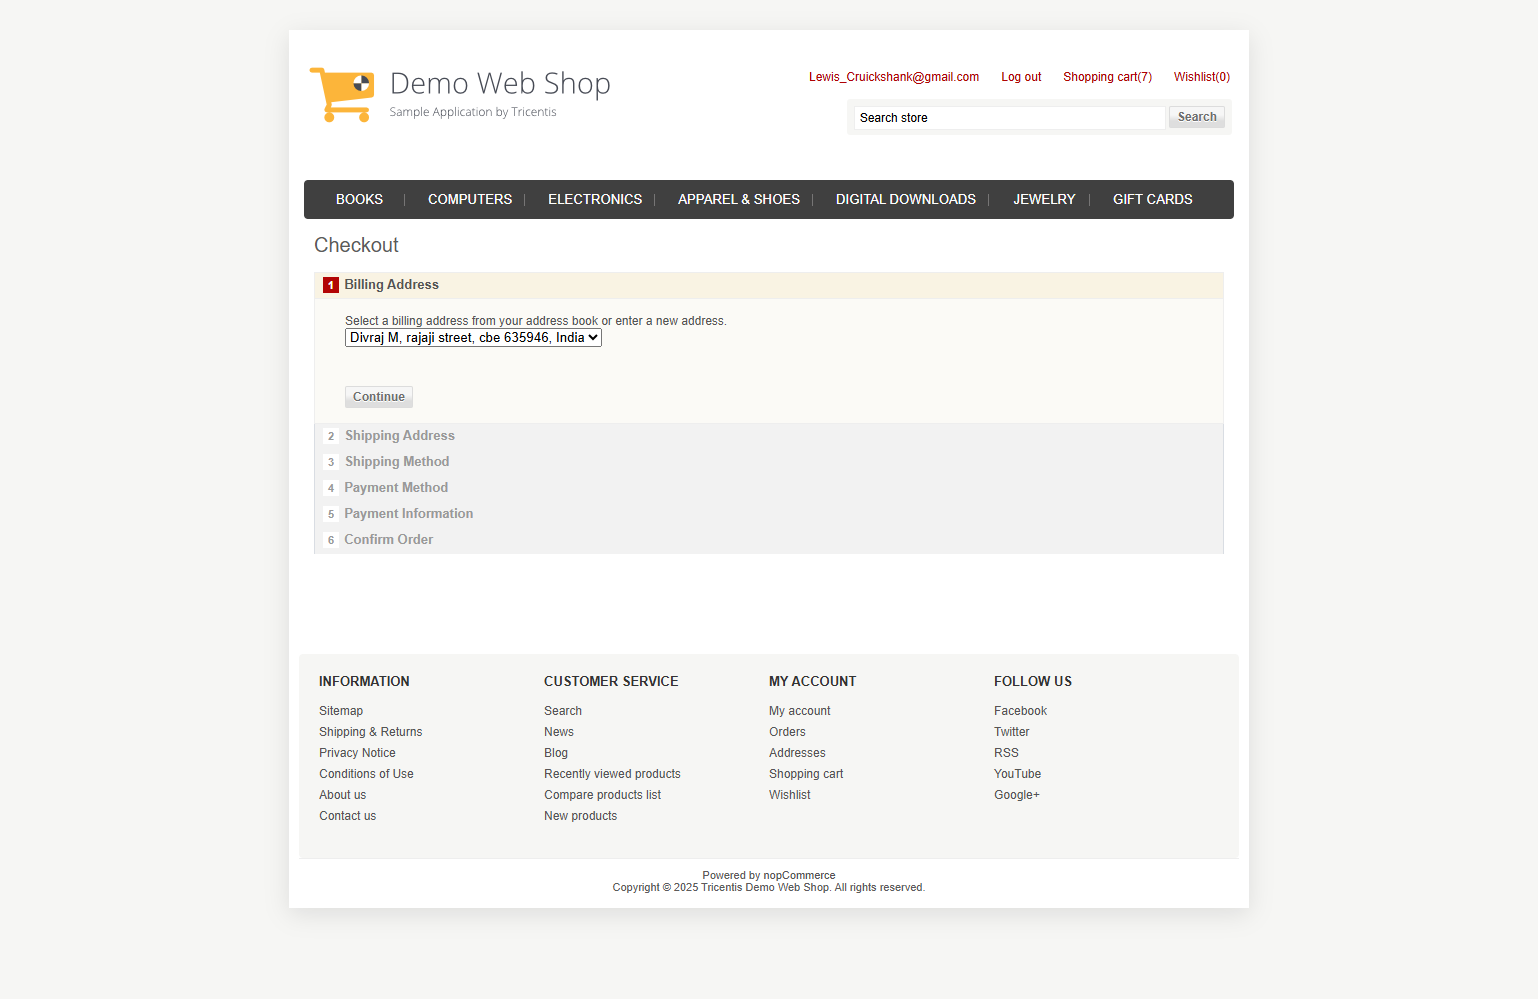 Demo Web Shop
Sample Application by Tricentis
Lewis_Cruickshank@gmail.com Log out Shopping cart(7) Wishlist(0)
Search store Search
BOOKS COMPUTERS ELECTRONICS APPAREL & SHOES DIGITAL DOWNLOADS JEWELRY GIFT CARDS
Checkout
1 Billing Address
Select a billing address from your address book or enter a new address.
Divraj M, rajaji street, cbe 635946, India
Continue
2 Shipping Address
3 Shipping Method
4 Payment Method
5 Payment Information
6 Confirm Order
INFORMATION
Sitemap
Shipping & Returns
Privacy Notice
Conditions of Use
About us
Contact us
CUSTOMER SERVICE
Search
News
Blog
Recently viewed products
Compare products list
New products
MY ACCOUNT
My account
Orders
Addresses
Shopping cart
Wishlist
FOLLOW US
Facebook
Twitter
RSS
YouTube
Google+
Powered by nopCommerce
Copyright © 2025 Tricentis Demo Web Shop. All rights reserved.